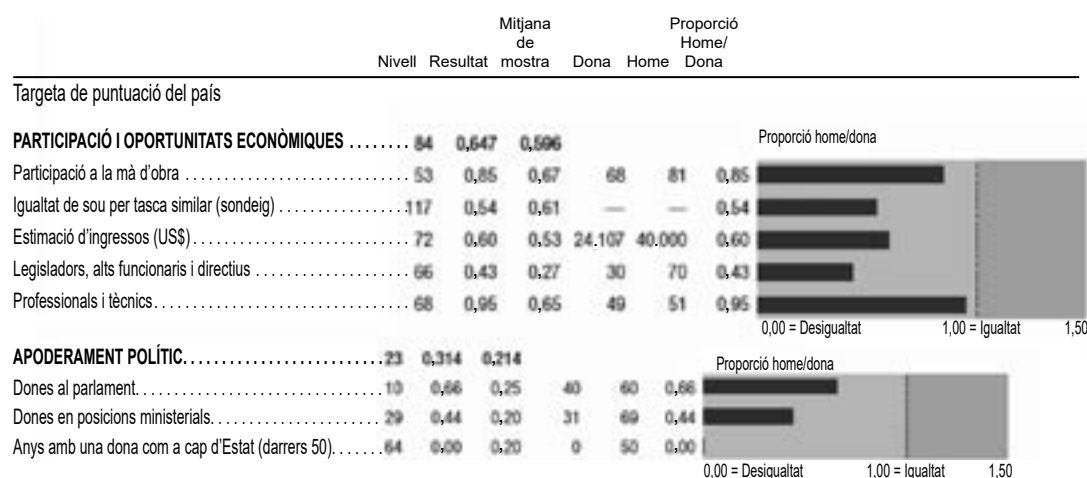 Mitjana
de
Proporció
Home/
Nivell Resultat mostra Dona Home Dona
Targeta de puntuació del país
PARTICIPACIÓ I OPORTUNITATS ECONÒMIQUES ........ 84 0,647 0,596
Proporció home/dona
Participació a la mà d'obra ............................ 53 0,85 0,67 68 81 0,85
Igualtat de sou per tasca similar (sondeig) ................ 117 0,54 0,61 — — 0,54
Estimació d'ingressos (US$) ........................... 72 0,60 0,53 24.107 40.000 0,60
Legisladors, alts funcionaris i directius ................... 66 0,43 0,27 30 70 0,43
Professionals i tècnics ................................ 68 0,95 0,65 49 51 0,95
0,00 = Desigualtat 1,00 = Igualtat 1,50
APODERAMENT POLÍTIC ......................... 23 0,314 0,214
Proporció home/dona
Dones al parlament ............................... 10 0,66 0,25 40 60 0,66
Dones en posicions ministerials ..................... 29 0,44 0,20 31 69 0,44
Anys amb una dona com a cap d'Estat (darrers 50) ....... 64 0,00 0,20 0 50 0,00
0,00 = Desigualtat 1,00 = Igualtat 1,50